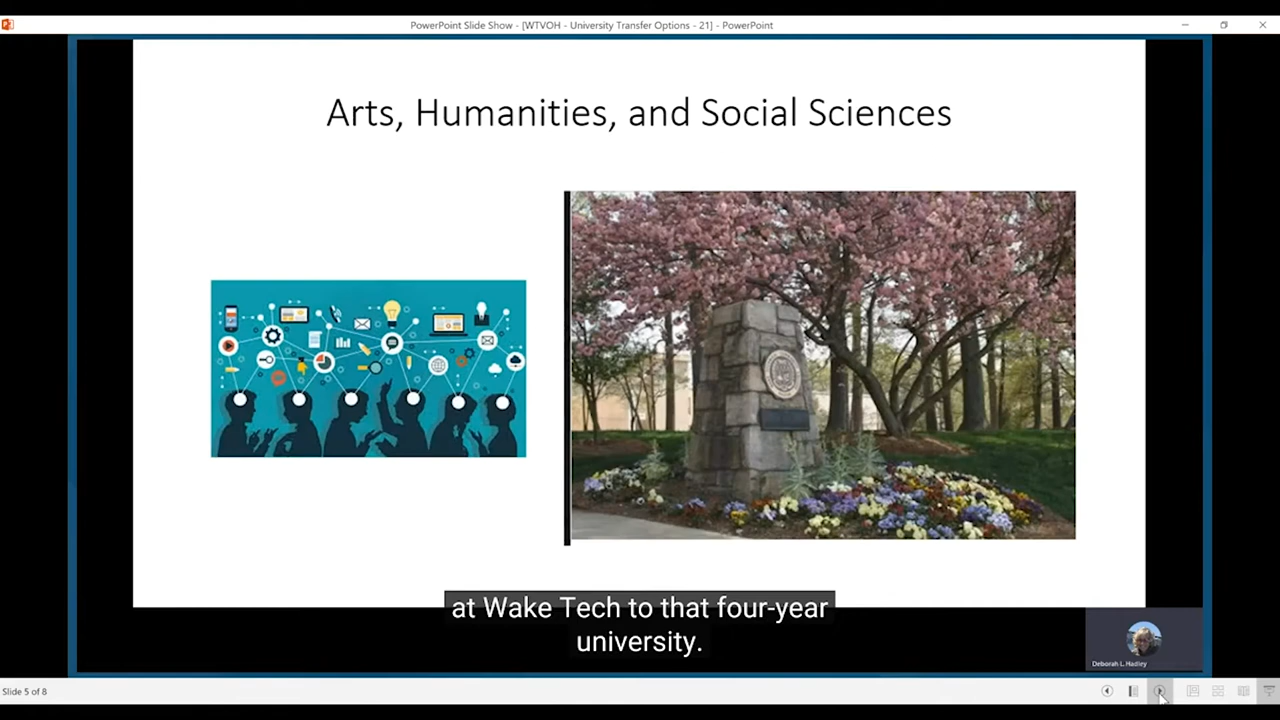 PowerPoint Slide Show - [WTVOH - University Transfer Options - 21] - PowerPoint
Arts, Humanities, and Social Sciences
at Wake Tech to that four-year
university.
Deborah L. Hadley
Slide 5 of 8